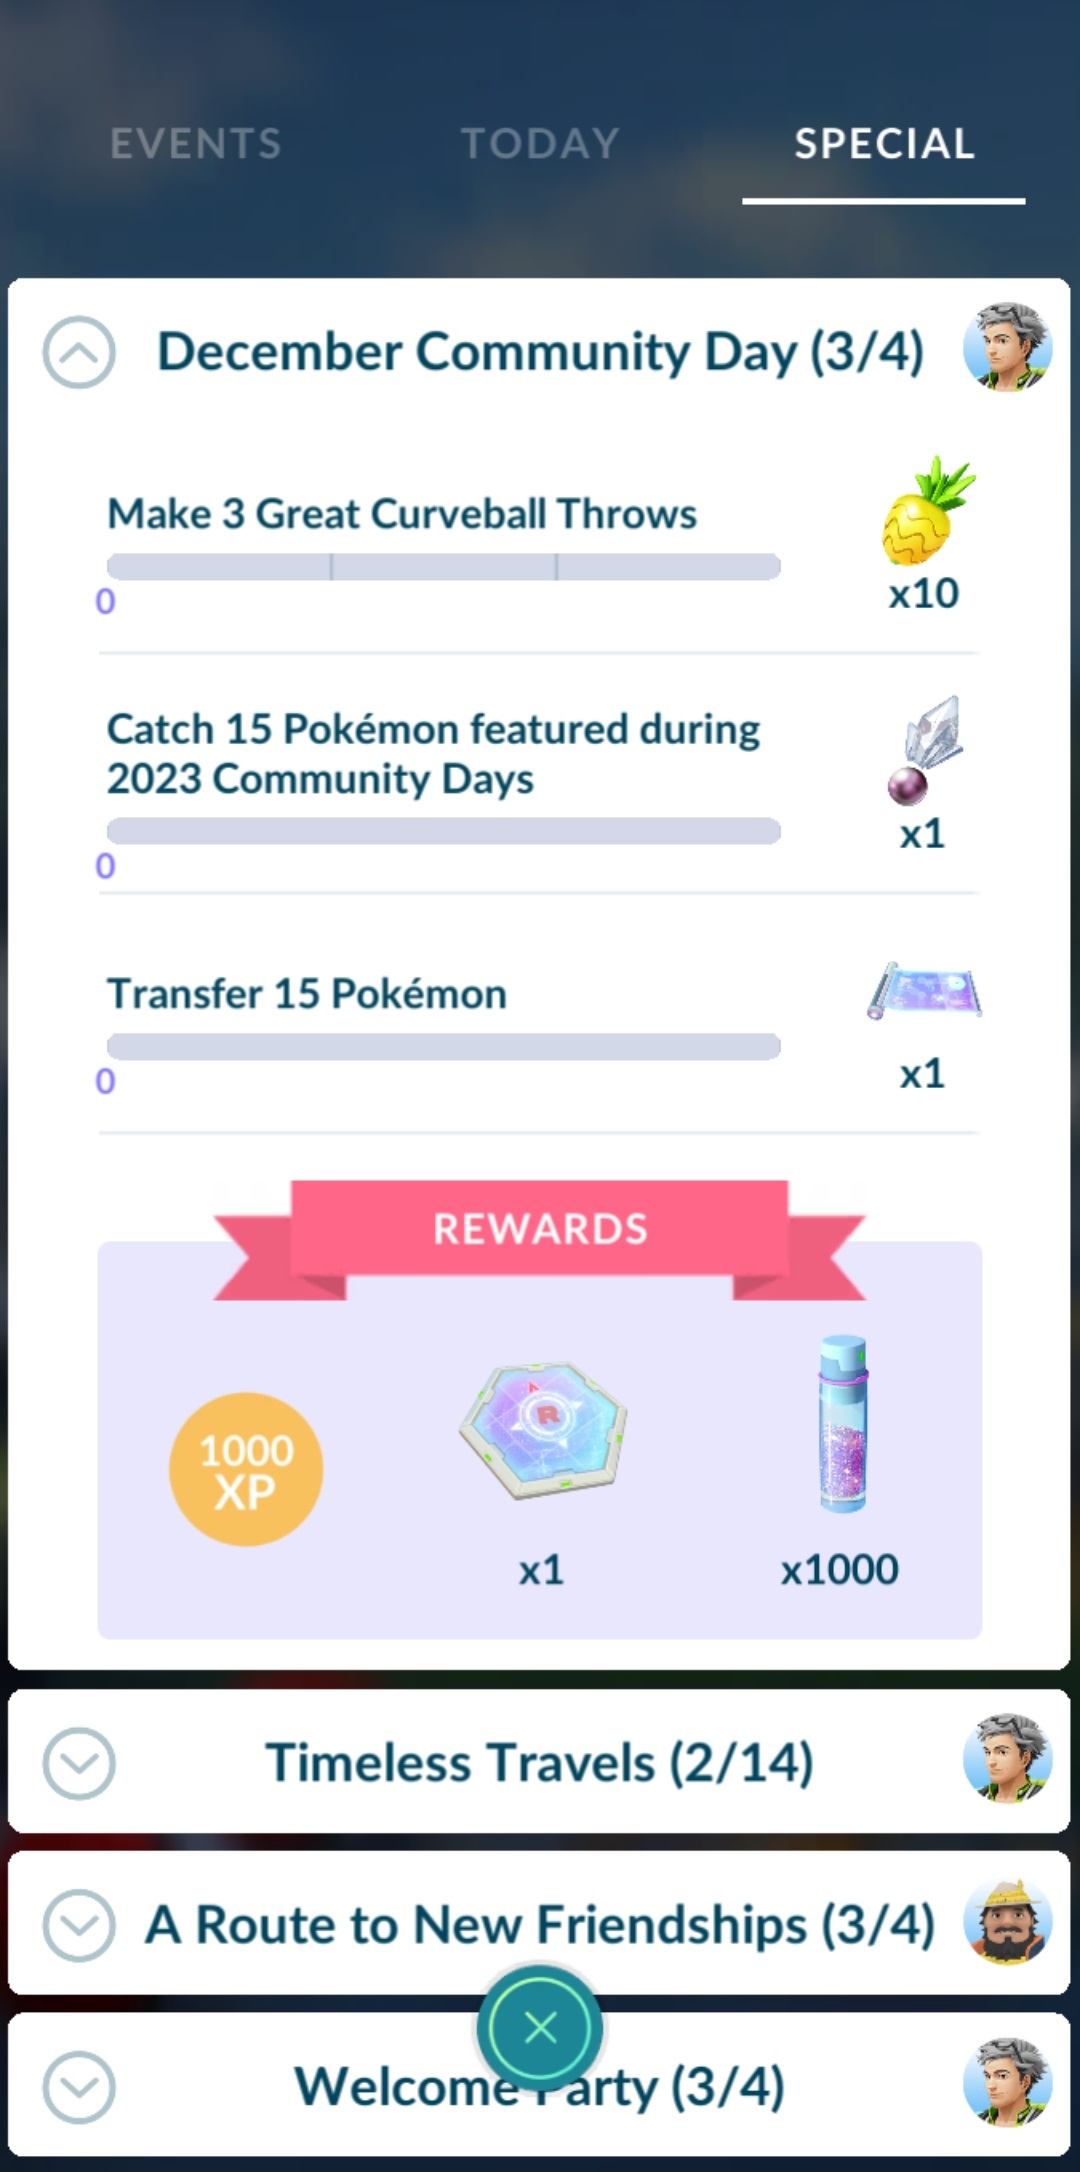 EVENTS
TODAY
SPECIAL
December Community Day (3/4)
Make 3 Great Curveball Throws
0
x10
Catch 15 Pokémon featured during
2023 Community Days
0
x1
Transfer 15 Pokémon
0
x1
REWARDS
1000
XP
R
x1
x1000
Timeless Travels (2/14)
A Route to New Friendships (3/4)
Welcome Party (3/4)